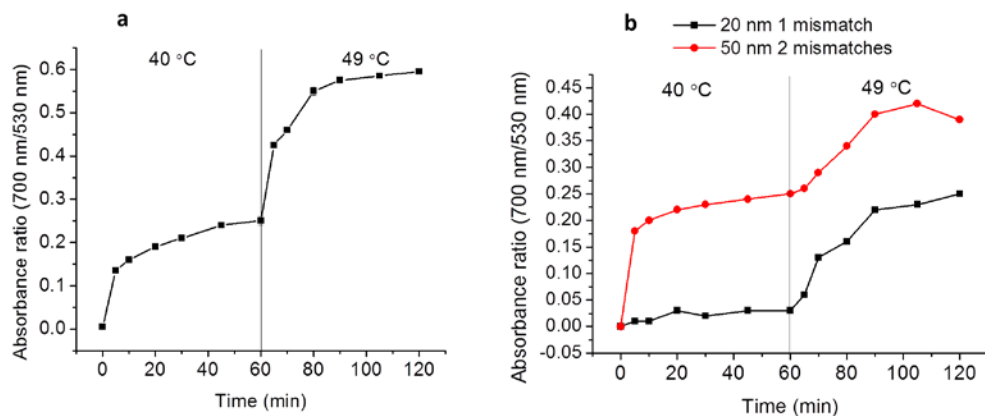 a
40 °C
49 °C
0.6
0.5
0.4
0.3
0.2
0.1
0.0
0 20 40 60 80 100 120
Time (min)
Absorbance ratio (700 nm/530 nm)
b
20 nm 1 mismatch
50 nm 2 mismatches
40 °C
49 °C
0.45
0.40
0.35
0.30
0.25
0.20
0.15
0.10
0.05
0.00
-0.05
0 20 40 60 80 100 120
Time (min)
Absorbance ratio (700 nm/530 nm)